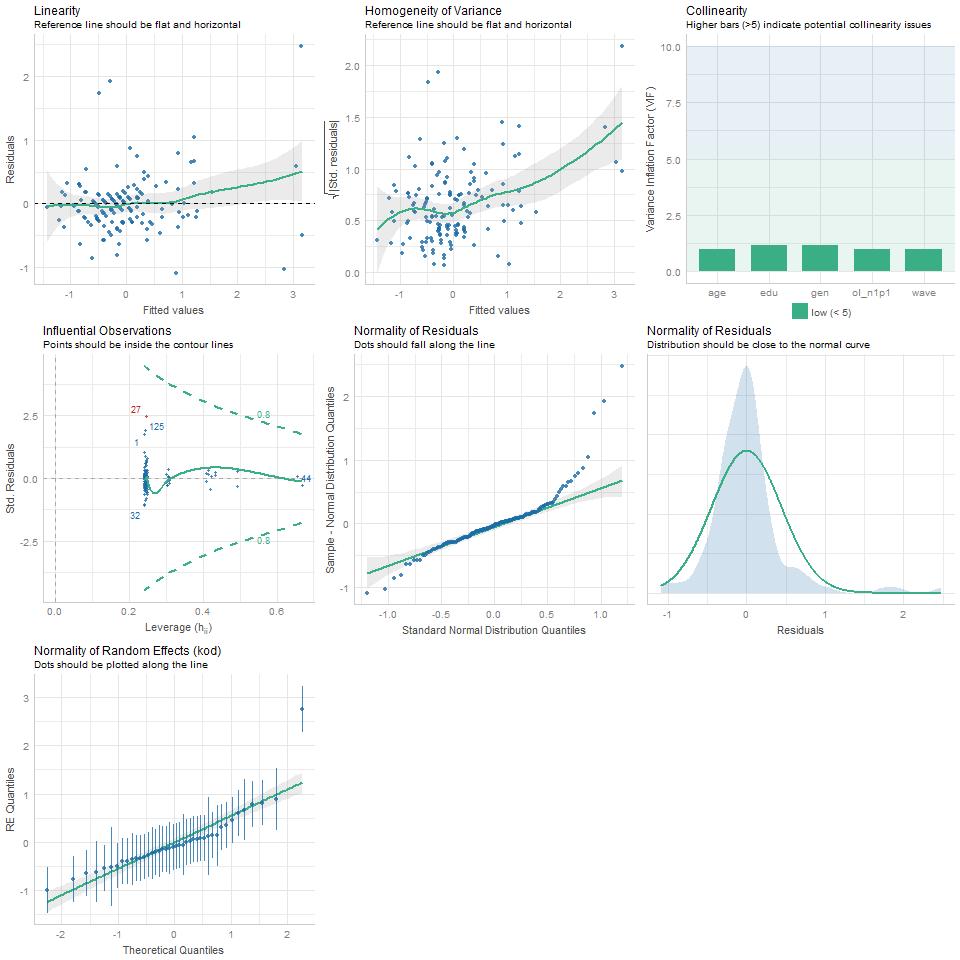 Linearity
Reference line should be flat and horizontal
Residuals
2
1
0
-1
-1
0
1
2
3
Fitted values
Homogeneity of Variance
Reference line should be flat and horizontal
√|Std. residuals|
2.0
1.5
1.0
0.5
0.0
-1
0
1
2
3
Fitted values
Collinearity
Higher bars (>5) indicate potential collinearity issues
Variance Inflation Factor (VIF)
10.0
7.5
5.0
2.5
0.0
age
edu
gen
ol_n1p1
wave
low (< 5)
Influential Observations
Points should be inside the contour lines
Std. Residuals
2.5
0.0
-2.5
27
125
1
32
44
0.8
0.8
0.0
0.2
0.4
0.6
Leverage (hii)
Normality of Residuals
Dots should fall along the line
Sample - Normal Distribution Quantiles
2
1
0
-1
-1.0
-0.5
0.0
0.5
1.0
Standard Normal Distribution Quantiles
Normality of Residuals
Distribution should be close to the normal curve
-1
0
1
2
Residuals
Normality of Random Effects (kod)
Dots should be plotted along the line
RE Quantiles
3
2
1
0
-1
-2
-1
0
1
2
Theoretical Quantiles